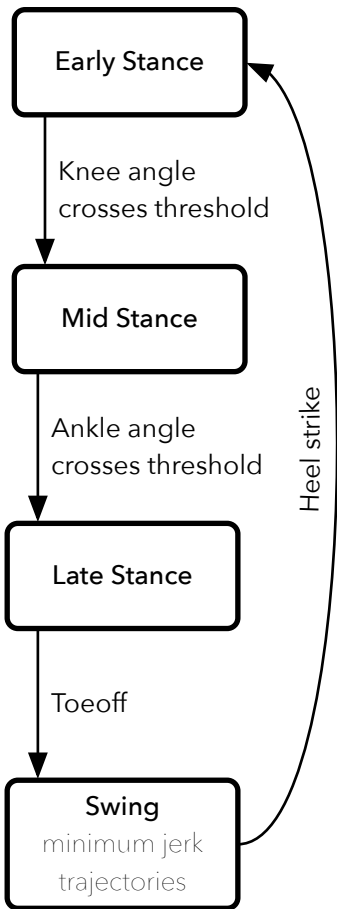 Early Stance
Knee angle
crosses threshold
Mid Stance
Ankle angle
crosses threshold
Heel strike
Late Stance
Toeoff
Swing
minimum jerk
trajectories